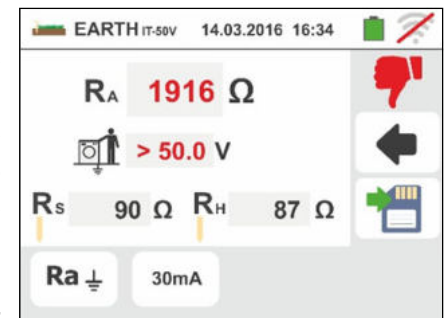 EARTH IT-50V 14.03.2016 16:34
RA 1916 Ω
> 50.0 V
RS 90 Ω RH 87 Ω
Ra ⏚ 30mA